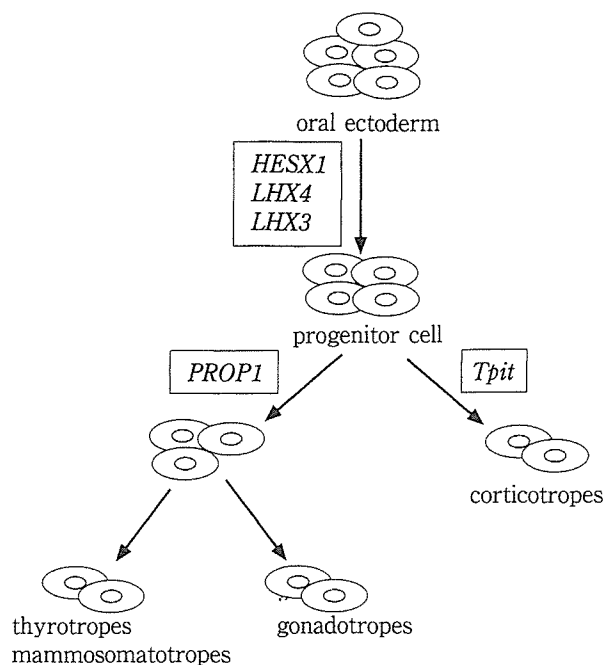 oral ectoderm
HESX1
LHX4
LHX3
progenitor cell
PROP1
Tpit
corticotropes
thyrotropes
mammosomatotropes
gonadotropes